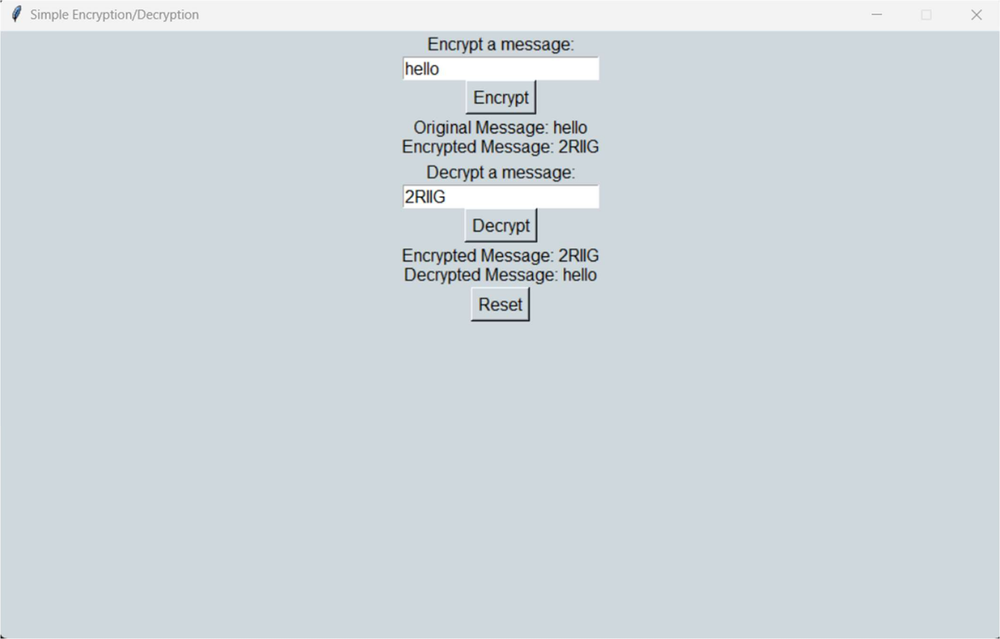 Simple Encryption/Decryption
Encrypt a message:
hello
Encrypt
Original Message: hello
Encrypted Message: 2RllG
Decrypt a message:
2RllG
Decrypt
Encrypted Message: 2RllG
Decrypted Message: hello
Reset